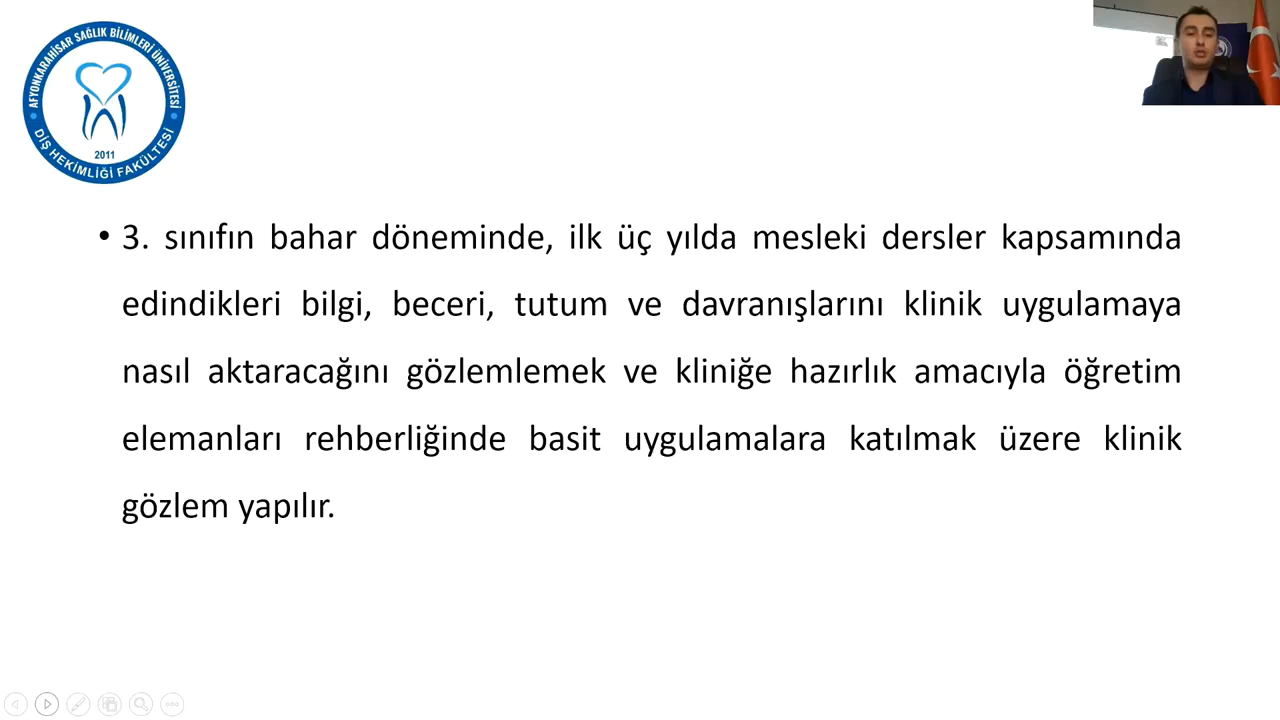 AFYONKARAHİSAR SAĞLIK BİLİMLERİ ÜNİVERSİTESİ
2011
DİŞ HEKİMLİĞİ FAKÜLTESİ
• 3. sınıfın bahar döneminde, ilk üç yılda mesleki dersler kapsamında
edindikleri bilgi, beceri, tutum ve davranışlarını klinik uygulamaya
nasıl aktaracağını gözlemlemek ve kliniğe hazırlık amacıyla öğretim
elemanları rehberliğinde basit uygulamalara katılmak üzere klinik
gözlem yapılır.